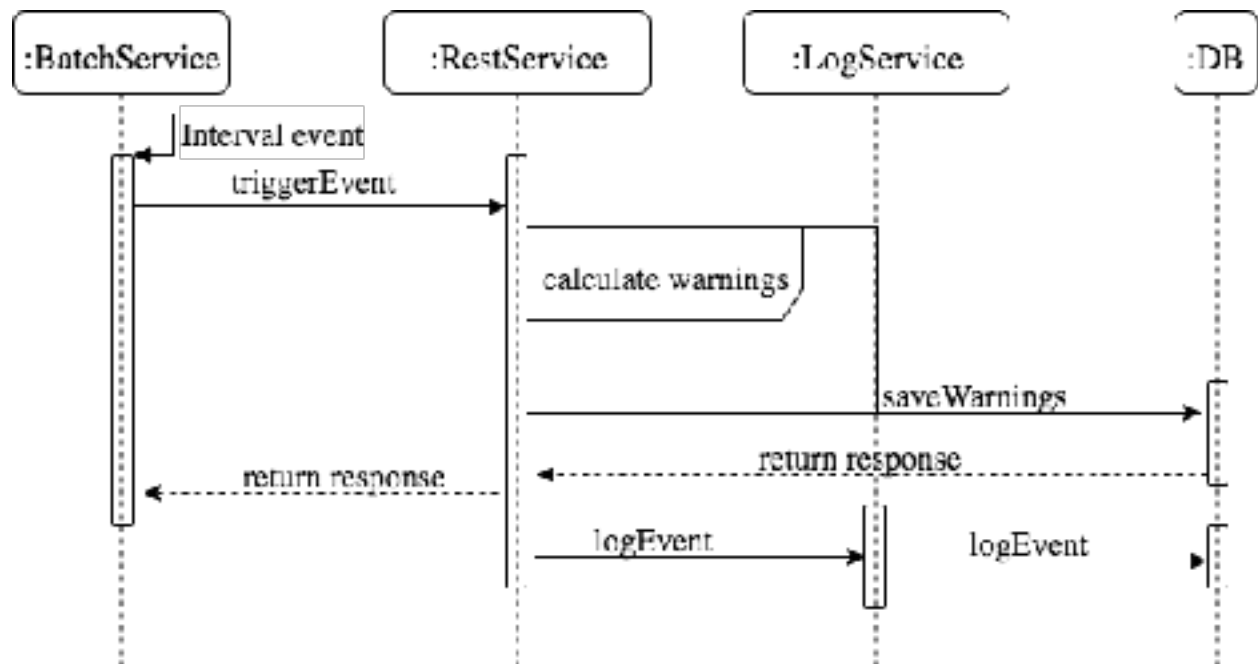 :BatchService
:RestService
:LogService
:DB
Interval event
triggerEvent
calculate warnings
saveWarnings
return response
return response
logEvent
logEvent